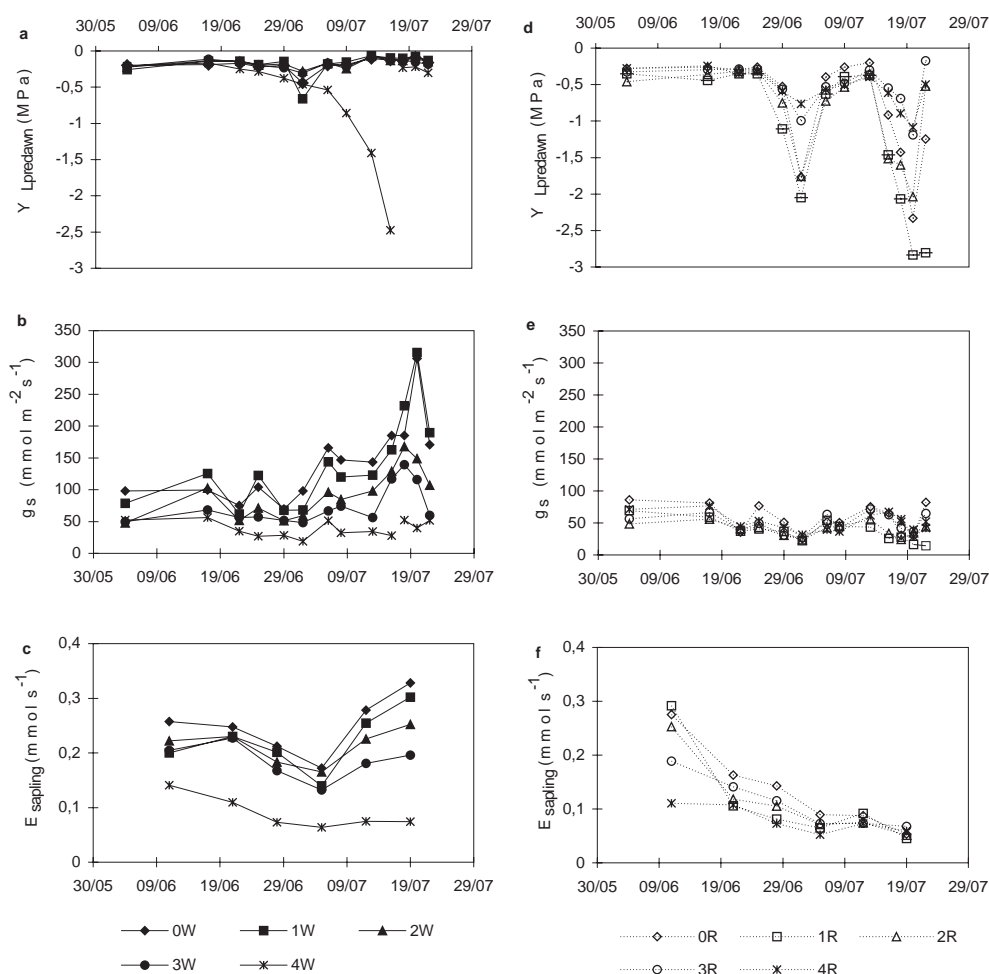 a
30/05 09/06 19/06 29/06 09/07 19/07 29/07
0
-0,5
-1
-1,5
-2
-2,5
-3
Y Lpredawn (MPa)
b
350
300
250
200
150
100
50
0
g s (mmol m -2 s -1)
30/05 09/06 19/06 29/06 09/07 19/07 29/07
c
0,4
0,3
0,2
0,1
0
E sapling (mmol s -1)
30/05 09/06 19/06 29/06 09/07 19/07 29/07
0W 1W 2W
3W 4W
d
30/05 09/06 19/06 29/06 09/07 19/07 29/07
0
-0,5
-1
-1,5
-2
-2,5
-3
Y Lpredawn (MPa)
e
350
300
250
200
150
100
50
0
g s (mmol m -2 s -1)
30/05 09/06 19/06 29/06 09/07 19/07 29/07
f
0,4
0,3
0,2
0,1
0
E sapling (mmol s -1)
30/05 09/06 19/06 29/06 09/07 19/07 29/07
0R 1R 2R
3R 4R